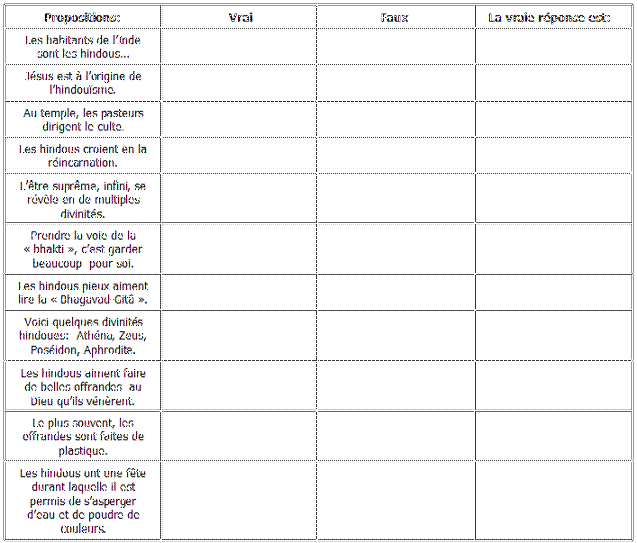 Propositions: Vrai Faux La vraie réponse est:
Les habitants de l'Inde
sont les hindous...
Jésus est à l'origine de
l'hindouïsme.
Au temple, les pasteurs
dirigent le culte.
Les hindous croient en la
réincarnation.
L'être suprême, infini, se
révèle en de multiples
divinités.
Prendre la voie de la
« bhakti », c'est garder
beaucoup pour soi.
Les hindous pieux aiment
lire la « Bhagavad-Gitâ ».
Voici quelques divinités
hindoues: Athéna, Zeus,
Poséidon, Aphrodite.
Les hindous aiment faire
de belles offrandes au
Dieu qu'ils vénèrent.
Le plus souvent, les
offrandes sont faites de
plastique.
Les hindous ont une fête
durant laquelle il est
permis de s'asperger
d'eau et de poudre de
couleurs.